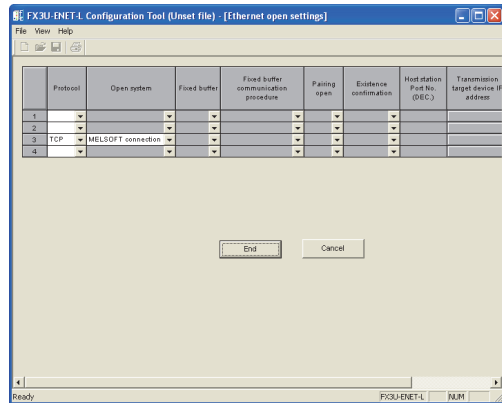 FX3U-ENET-L Configuration Tool (Unset file) - [Ethernet open settings]
File View Help
Protocol Open system Fixed buffer Fixed buffer communication procedure Pairing open Existence confirmation Host station Port No. (DEC.) Transmission target device IP address
1
2
3 TCP MELSOFT connection
4
End Cancel
Ready FX3U-ENET-L NUM